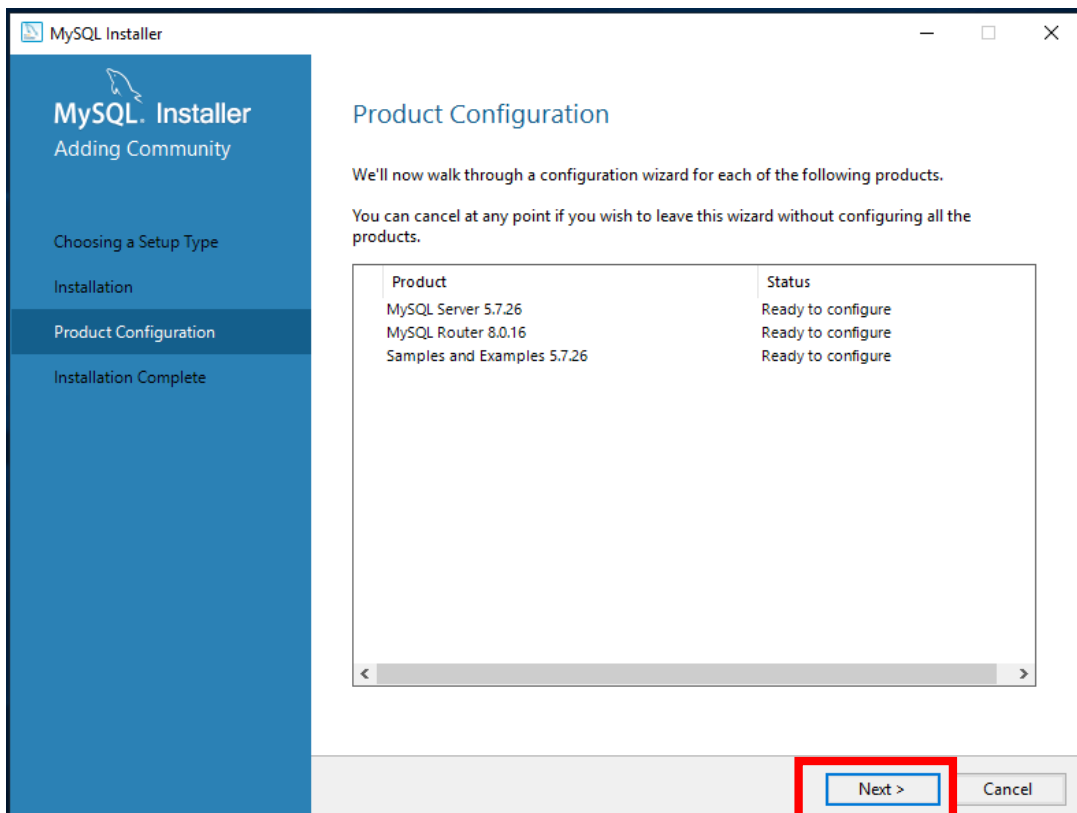 MySQL Installer
MySQL. Installer
Adding Community
Choosing a Setup Type
Installation
Product Configuration
Installation Complete
Product Configuration
We'll now walk through a configuration wizard for each of the following products.
You can cancel at any point if you wish to leave this wizard without configuring all the
products.
Product Status
MySQL Server 5.7.26 Ready to configure
MySQL Router 8.0.16 Ready to configure
Samples and Examples 5.7.26 Ready to configure
Next > Cancel